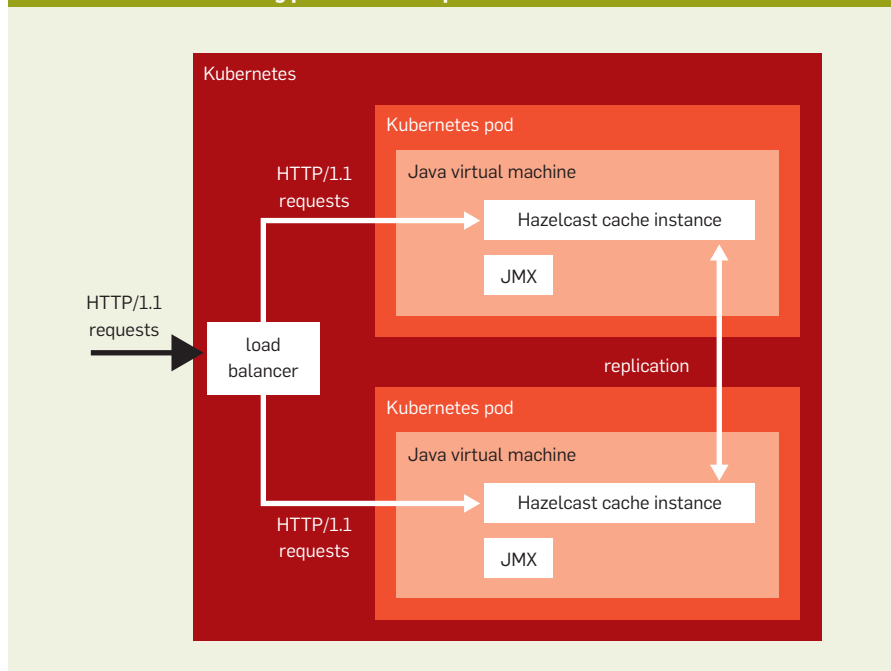 Kubernetes
Kubernetes pod
Java virtual machine
HTTP/1.1
requests
Hazelcast cache instance
JMX
HTTP/1.1
requests
load
balancer
replication
Kubernetes pod
Java virtual machine
Hazelcast cache instance
HTTP/1.1
requests
JMX